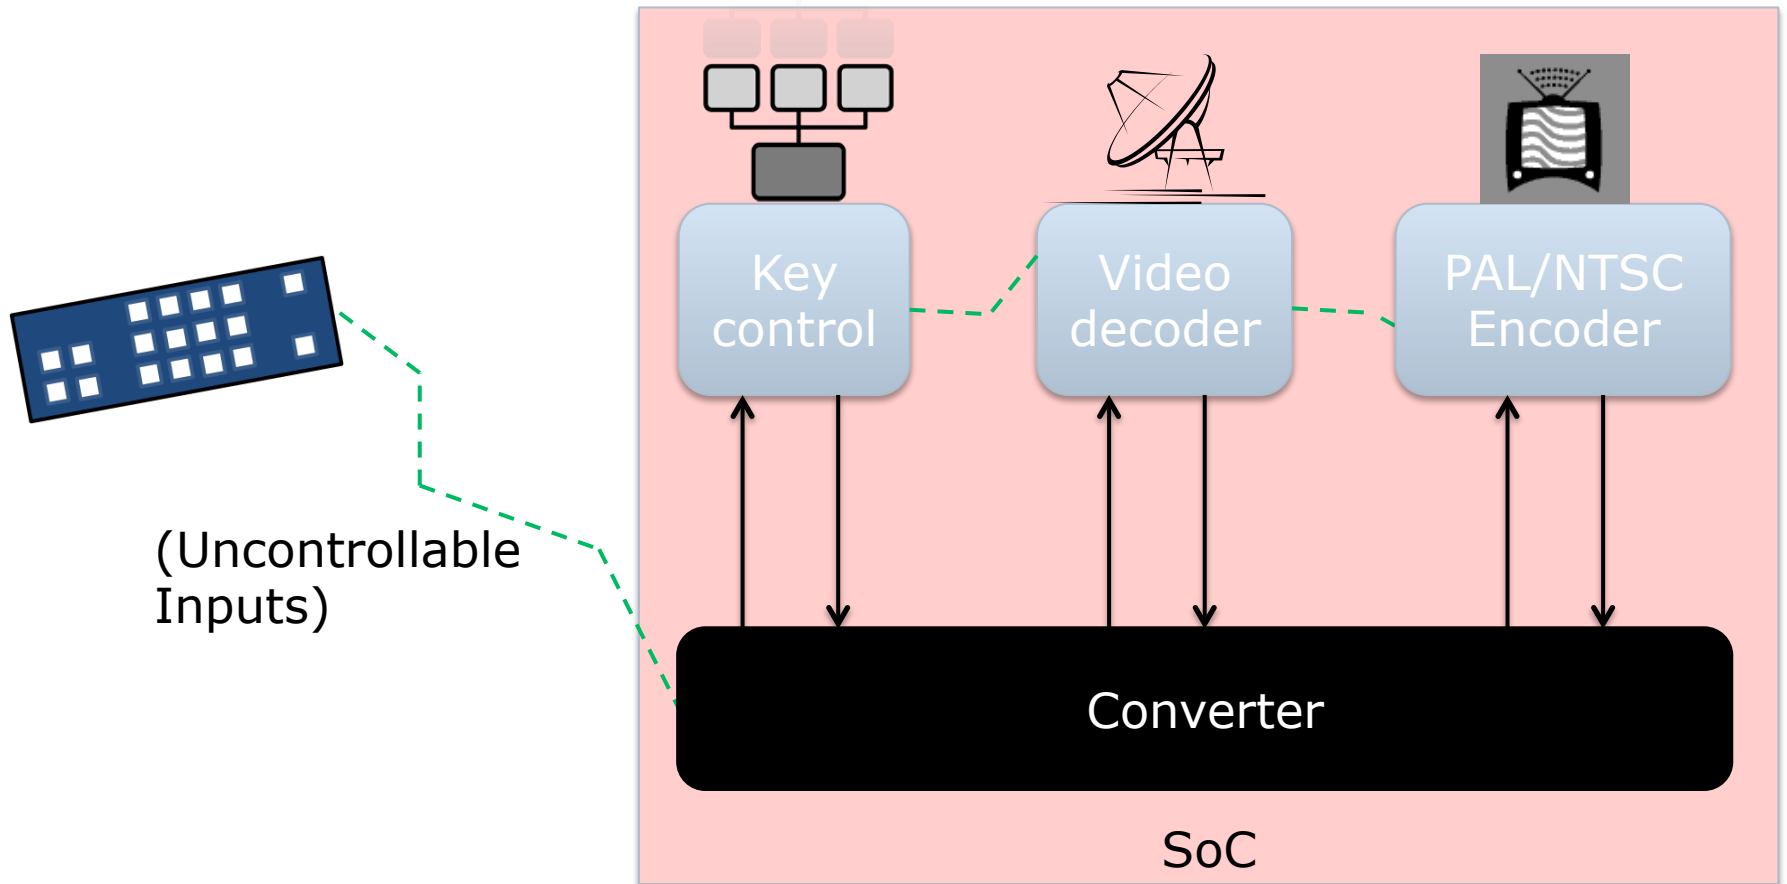 Key
control
Video
decoder
PAL/NTSC
Encoder
(Uncontrollable
Inputs)
Converter
SoC